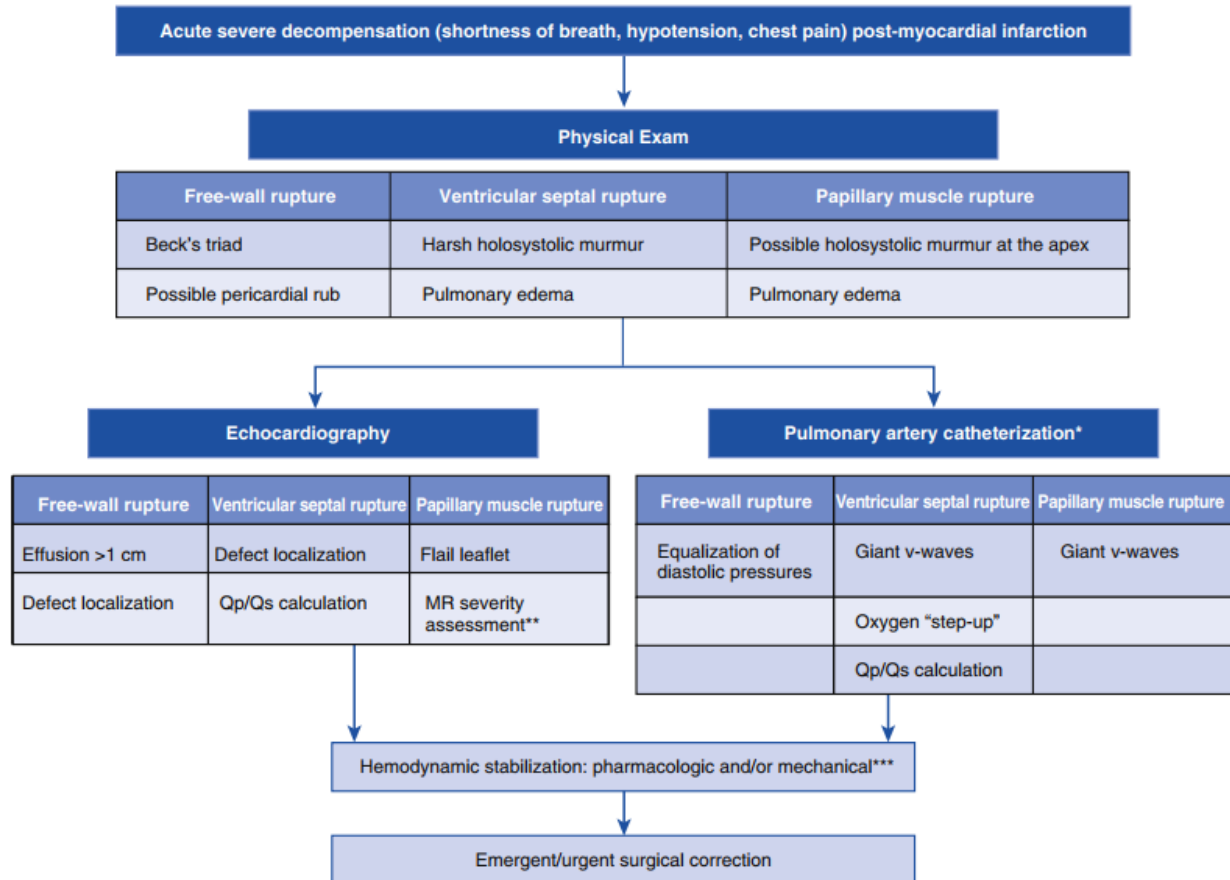 Acute severe decompensation (shortness of breath, hypotension, chest pain) post-myocardial infarction
Physical Exam
Free-wall rupture Ventricular septal rupture Papillary muscle rupture
Beck's triad Harsh holosystolic murmur Possible holosystolic murmur at the apex
Possible pericardial rub Pulmonary edema Pulmonary edema
Echocardiography
Free-wall rupture Ventricular septal rupture Papillary muscle rupture
Effusion >1 cm Defect localization Flail leaflet
Defect localization Qp/Qs calculation MR severity
assessment**
Pulmonary artery catheterization*
Free-wall rupture Ventricular septal rupture Papillary muscle rupture
Equalization of Giant v-waves Giant v-waves
diastolic pressures
Oxygen “step-up”
Qp/Qs calculation
Hemodynamic stabilization: pharmacologic and/or mechanical***
Emergent/urgent surgical correction